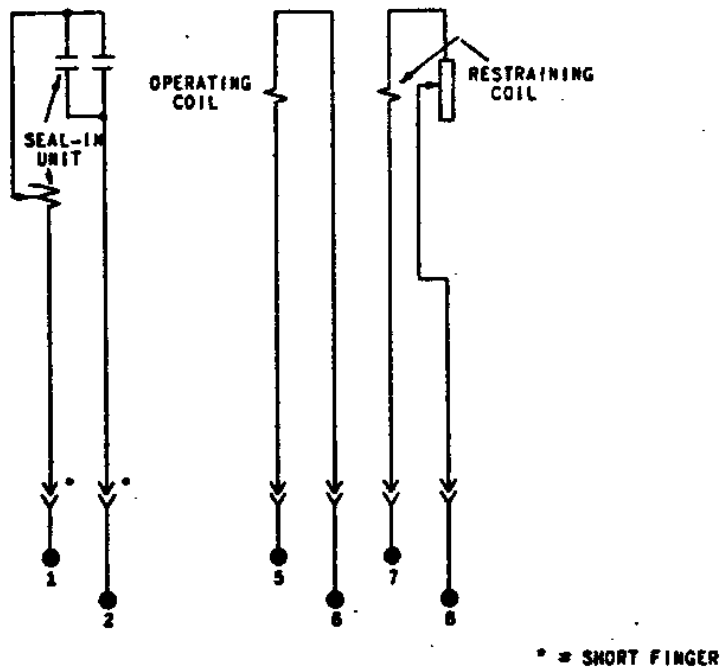 OPERATING
COIL
RESTRAINING
COIL
SEAL-IN
UNIT
*
*
1
5
7
2
6
8
* = SHORT FINGER